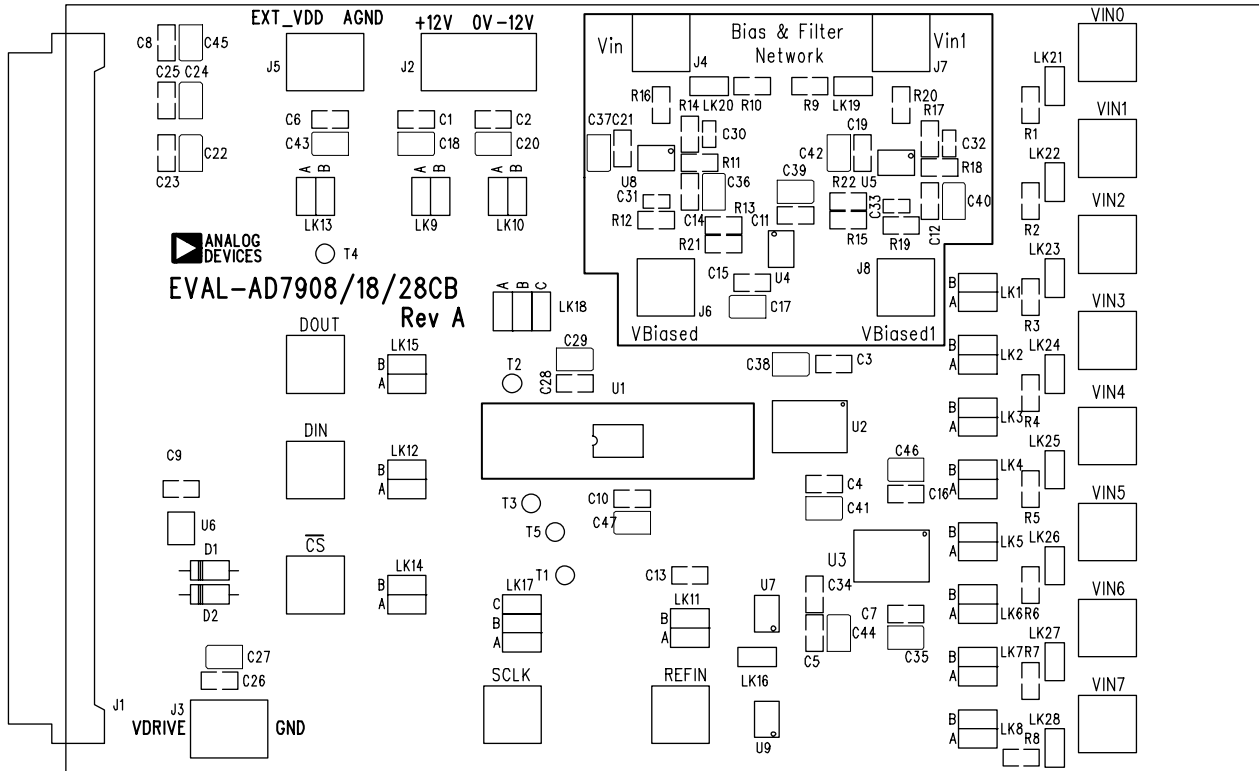 EXT_VDD AGND
+12V 0V -12V
Vin
Bias & Filter
Network
Vin1
VIN0
C8
C45
J5
J2
J4
J7
LK21
C25 C24
R16
R14
LK20
R10
R9
LK19
R20
R17
R1
C6
C1
C2
C37
C21
C30
C42
C19
C32
VIN1
C43
C18
C20
R11
R18
LK22
C22
C23
U8
C36
C39
R22
U5
A B
A B
A B
C31
C33
C40
R12
C14
R13
C11
R15
R19
C12
R2
LK13
LK9
LK10
R21
VIN2
ANALOG
DEVICES
T4
U4
J8
LK23
EVAL-AD7908/18/28CB
Rev A
A B C
LK18
C15
C17
J6
B
A
LK1
R3
VIN3
VBiased
VBiased1
DOUT
LK15
B
A
C29
T2
C28
C38
C3
B
A
LK2
LK24
U1
R4
VIN4
DIN
LK12
B
A
U2
B
A
LK3
LK25
C9
C46
B
A
LK4
T3
C10
C4
C16
R5
VIN5
U6
C47
C41
T5
CS
D1
U3
B
A
LK5
LK26
LK14
B
A
T1
LK17
C
B
A
C13
LK11
B
A
U7
C34
C7
B
A
LK6
R6
VIN6
D2
C5
C44
C35
LK27
C27
C26
LK16
B
A
LK7
R7
SCLK
REFIN
VIN7
J1
J3
VDRIVE
GND
U9
B
A
LK8
R8
LK28